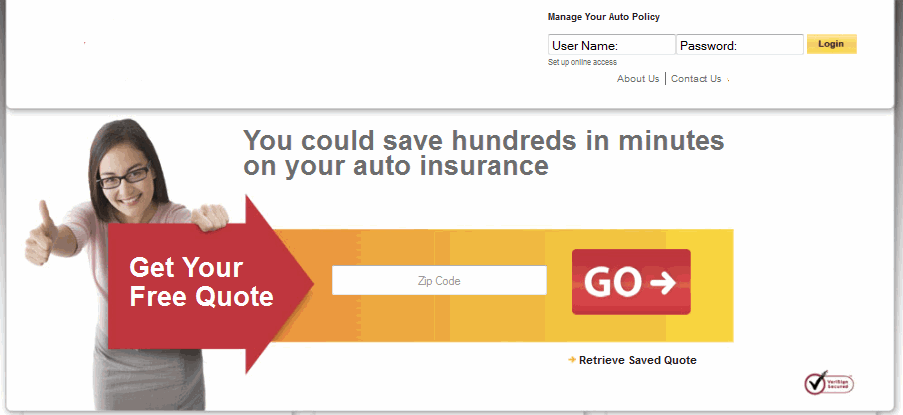 Manage Your Auto Policy
User Name: Password: Login
Set up online access
About Us | Contact Us
You could save hundreds in minutes
on your auto insurance
Get Your
Free Quote
Zip Code
GO
Retrieve Saved Quote
VeriSign
Secured